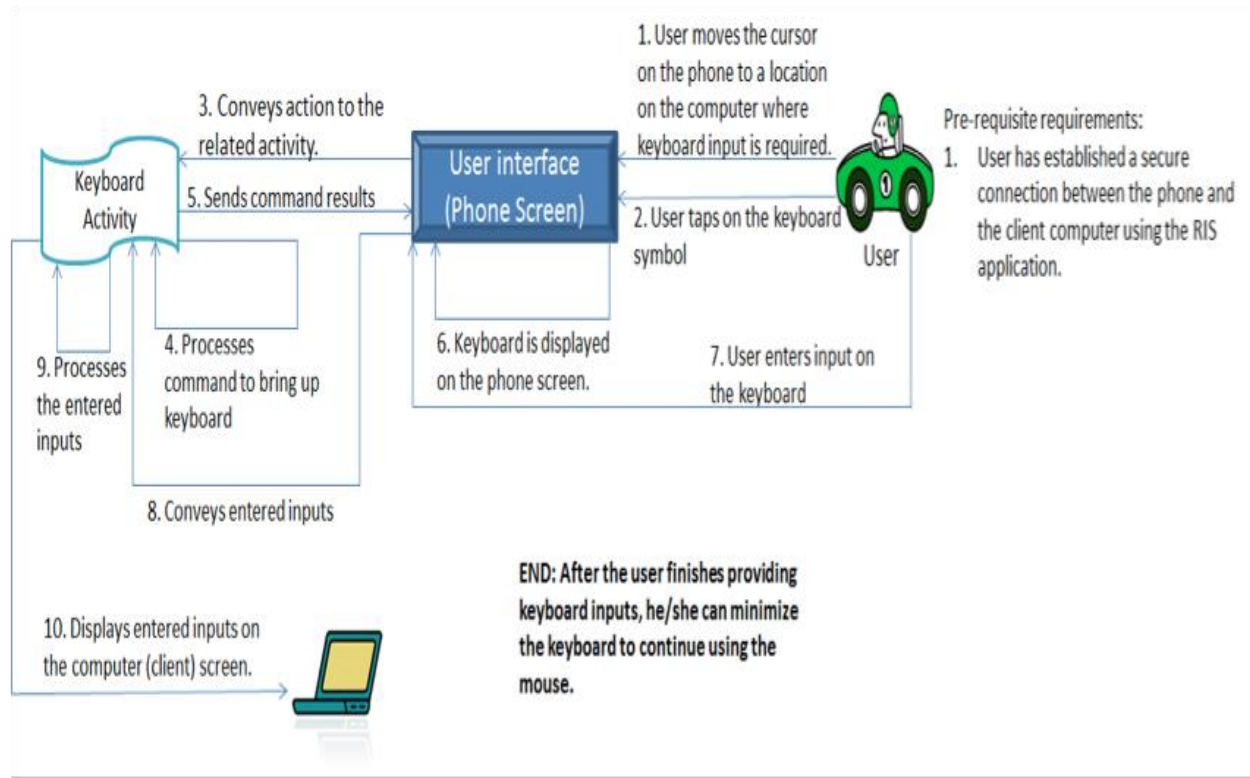 1. User moves the cursor
on the phone to a location
on the computer where
keyboard input is required.
3. Conveys action to the
related activity.
Keyboard
Activity
5. Sends command results
User interface
(Phone Screen)
2. User taps on the keyboard
symbol
1
User
Pre-requisite requirements:
1. User has established a secure
connection between the phone and
the client computer using the RIS
application.
9. Processes
the entered
inputs
4. Processes
command to bring up
keyboard
6. Keyboard is displayed
on the phone screen.
7. User enters input on
the keyboard
8. Conveys entered inputs
END: After the user finishes providing
keyboard inputs, he/she can minimize
the keyboard to continue using the
mouse.
10. Displays entered inputs on
the computer (client) screen.